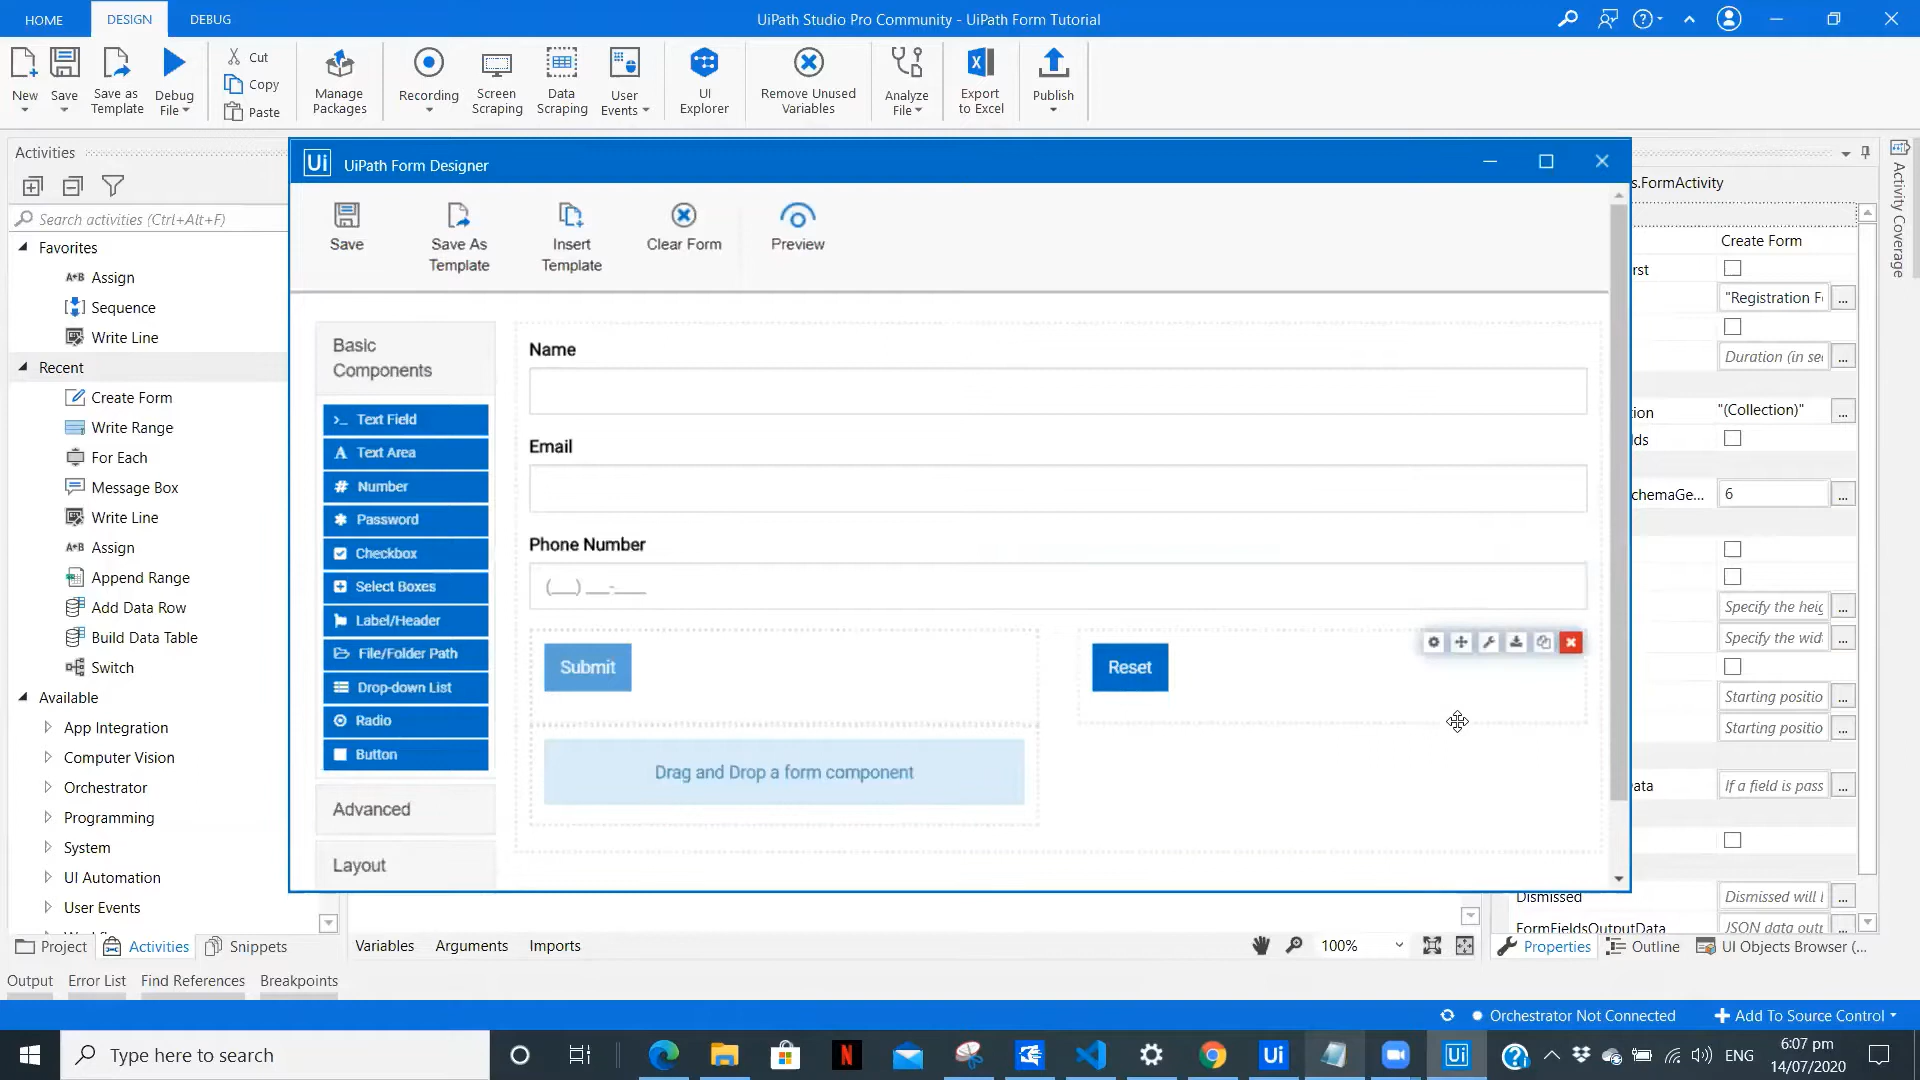 HOME
DESIGN
DEBUG
UiPath Studio Pro Community - UiPath Form Tutorial
New
Save
Save as
Template
Debug
File
Cut
Copy
Paste
Manage
Packages
Recording
Screen
Scraping
Data
Scraping
User
Events
UI
Explorer
Remove Unused
Variables
Analyze
File
Export
to Excel
Publish
Activities
Search activities (Ctrl+Alt+F)
Favorites
Assign
Sequence
Write Line
Recent
Create Form
Write Range
For Each
Message Box
Write Line
Assign
Append Range
Add Data Row
Build Data Table
Switch
Available
App Integration
Computer Vision
Orchestrator
Programming
System
UI Automation
User Events
Ui UiPath Form Designer
Save
Save As
Template
Insert
Template
Clear Form
Preview
Basic
Components
Text Field
Text Area
Number
Password
Checkbox
Select Boxes
Label/Header
File/Folder Path
Drop-down List
Radio
Button
Advanced
Layout
Name
Email
Phone Number
(___) ___-____
Submit
Reset
Drag and Drop a form component
s.FormActivity
Create Form
rst
"Registration F
Duration (in se
ion
"(Collection)"
lds
chemaGe...
6
Specify the heig
Specify the wid
Starting positio
Starting positio
ata
If a field is pass
Dismissed
Dismissed will
FormFieldsOutputData
JSON data out
Activity Coverage
Project
Activities
Snippets
Variables
Arguments
Imports
100%
Properties
Outline
UI Objects Browser (...
Output
Error List
Find References
Breakpoints
Orchestrator Not Connected
Add To Source Control
Type here to search
ENG
6:07 pm
14/07/2020